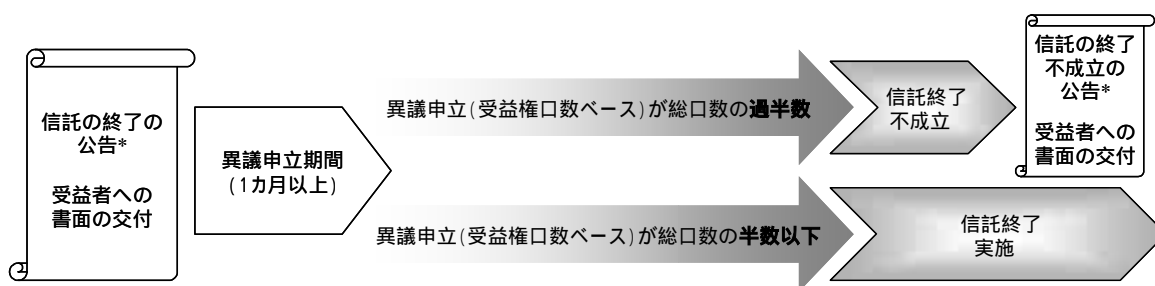 信託の終了の
公告*
受益者への
書面の交付
異議申立期間
(1カ月以上)
異議申立(受益権口数ベース)が総口数の過半数
信託終了
不成立
信託の終了
不成立の
公告*
受益者への
書面の交付
異議申立(受益権口数ベース)が総口数の半数以下
信託終了
実施